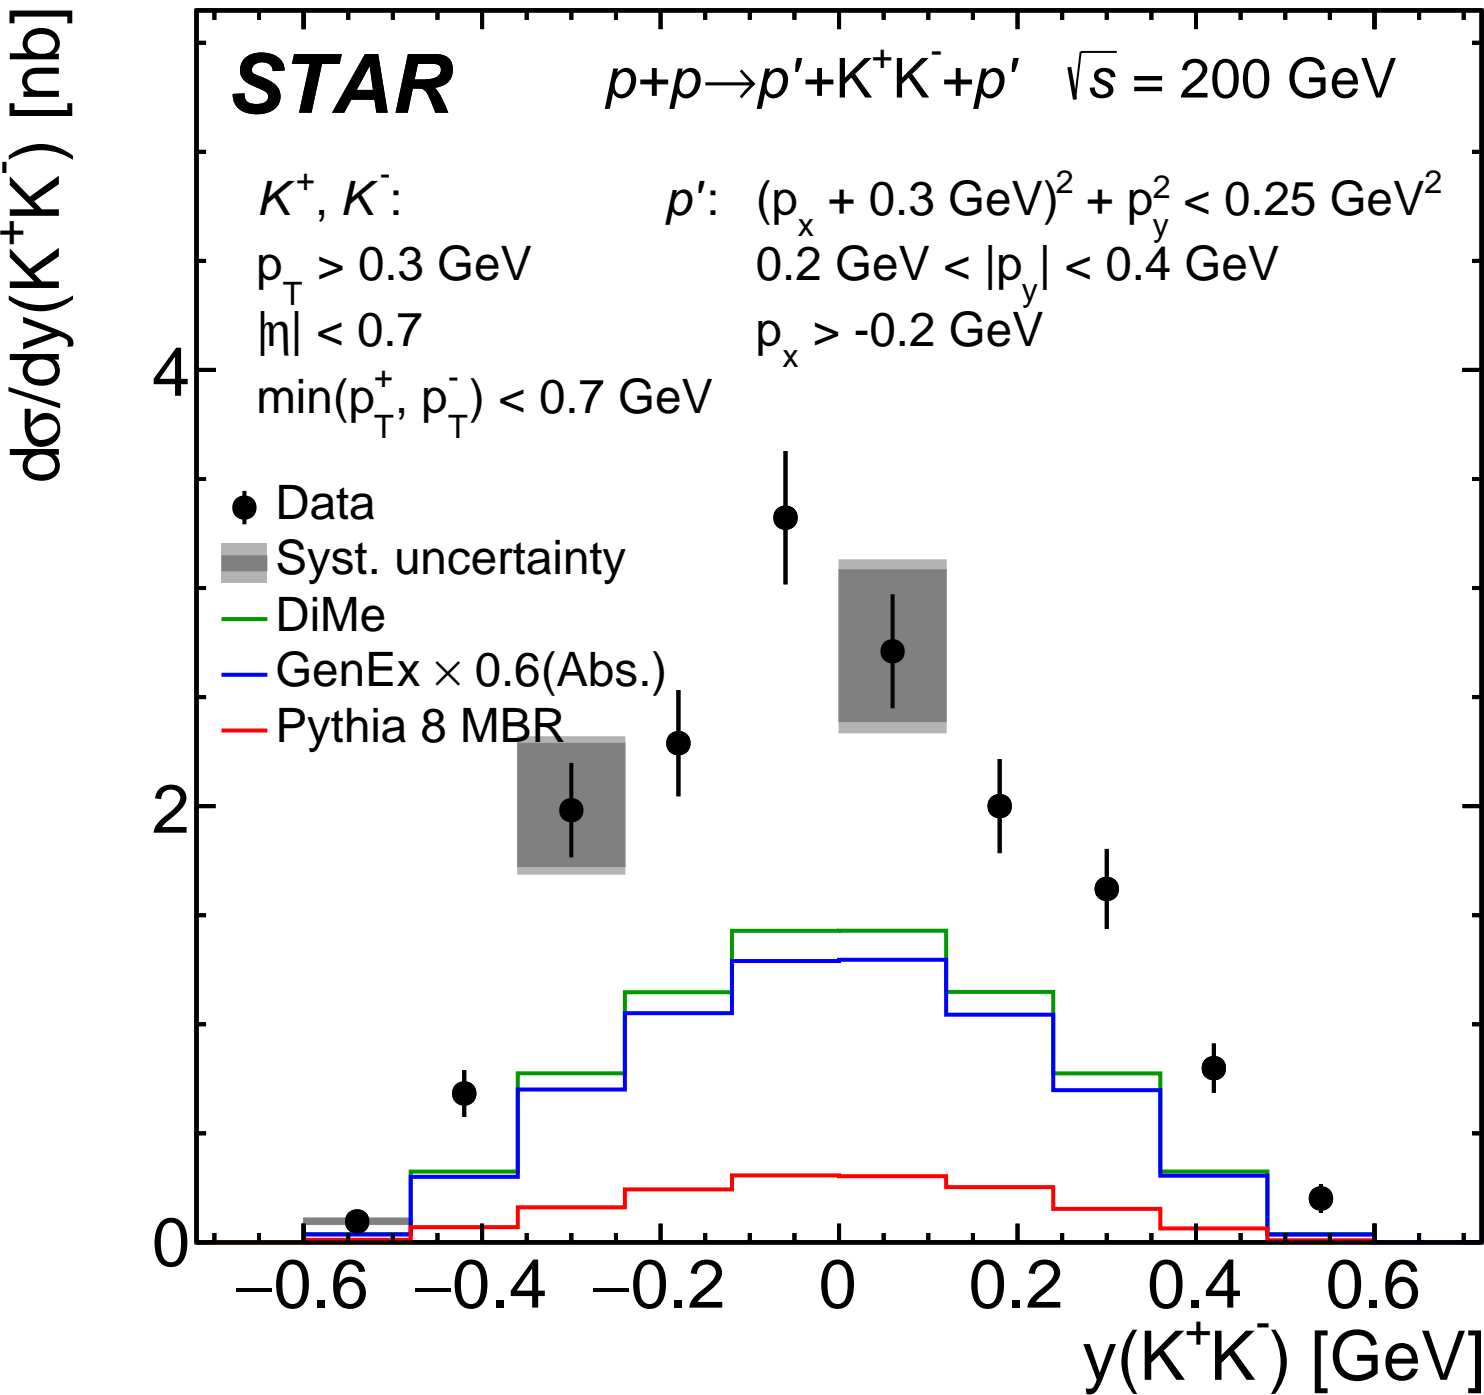 dσ/dy(K⁺K⁻) [nb]
STAR p+p→p′+K⁺K⁻+p′ √s = 200 GeV
K⁺, K⁻: p′: (pₓ + 0.3 GeV)² + p_y² < 0.25 GeV²
p_T > 0.3 GeV 0.2 GeV < |p_y| < 0.4 GeV
|η| < 0.7 pₓ > -0.2 GeV
min(p_T⁺, p_T⁻) < 0.7 GeV
Data
Syst. uncertainty
DiMe
GenEx × 0.6(Abs.)
Pythia 8 MBR
4
2
0
−0.6 −0.4 −0.2 0 0.2 0.4 0.6
y(K⁺K⁻) [GeV]